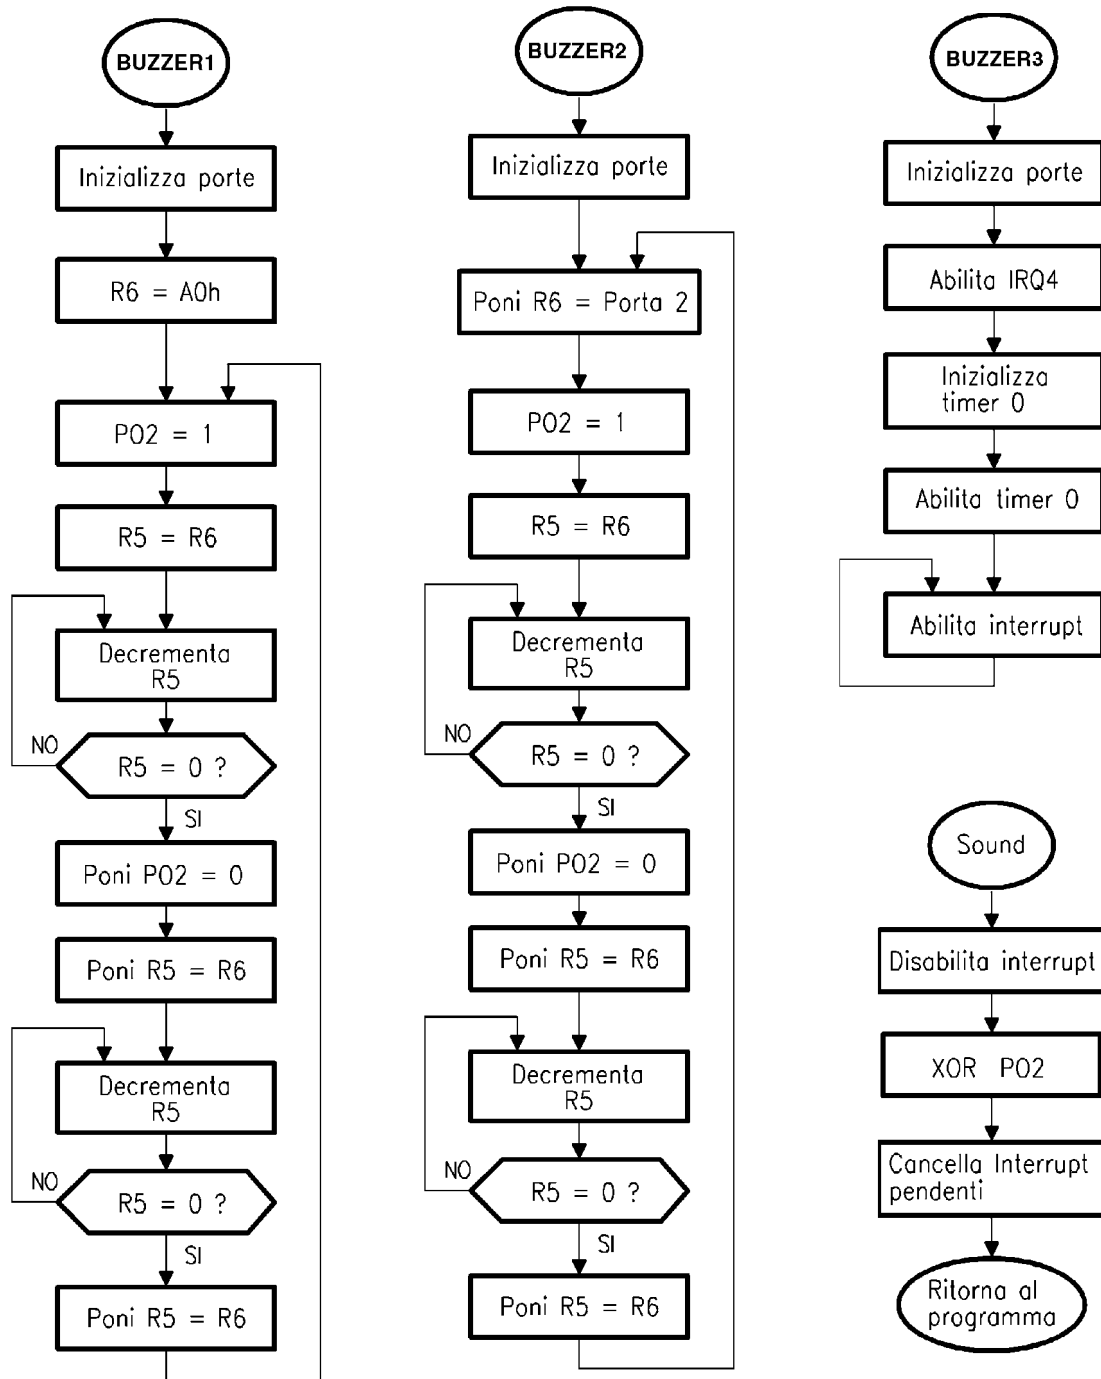 BUZZER1
Inizializza porte
R6 = A0h
P02 = 1
R5 = R6
Decrementa
R5
NO
R5 = 0 ?
SI
Poni P02 = 0
Poni R5 = R6
Decrementa
R5
NO
R5 = 0 ?
SI
Poni R5 = R6
BUZZER2
Inizializza porte
Poni R6 = Porta 2
P02 = 1
R5 = R6
Decrementa
R5
NO
R5 = 0 ?
SI
Poni P02 = 0
Poni R5 = R6
Decrementa
R5
NO
R5 = 0 ?
SI
Poni R5 = R6
BUZZER3
Inizializza porte
Abilita IRQ4
Inizializza
timer 0
Abilita timer 0
Abilita interrupt
Sound
Disabilita interrupt
XOR P02
Cancella Interrupt
pendenti
Ritorna al
programma